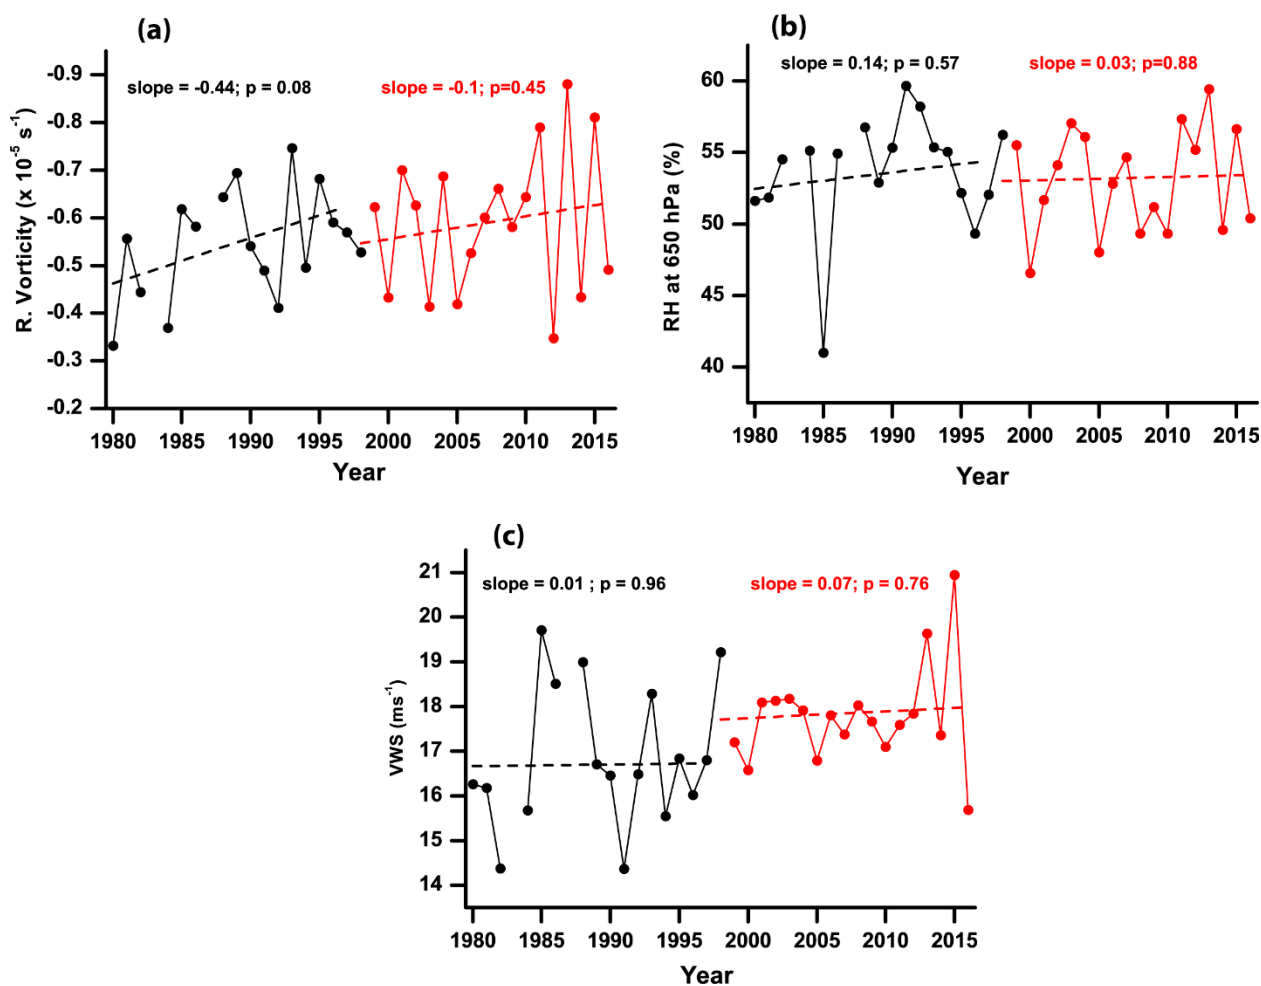 (a)
slope = -0.44; p = 0.08
slope = -0.1; p=0.45
R. Vorticity (x 10⁻⁵ s⁻¹)
-0.9
-0.8
-0.7
-0.6
-0.5
-0.4
-0.3
-0.2
1980 1985 1990 1995 2000 2005 2010 2015
Year
(b)
slope = 0.14; p = 0.57
slope = 0.03; p=0.88
RH at 650 hPa (%)
60
55
50
45
40
1980 1985 1990 1995 2000 2005 2010 2015
Year
(c)
slope = 0.01 ; p = 0.96
slope = 0.07; p = 0.76
VWS (ms⁻¹)
21
20
19
18
17
16
15
14
1980 1985 1990 1995 2000 2005 2010 2015
Year